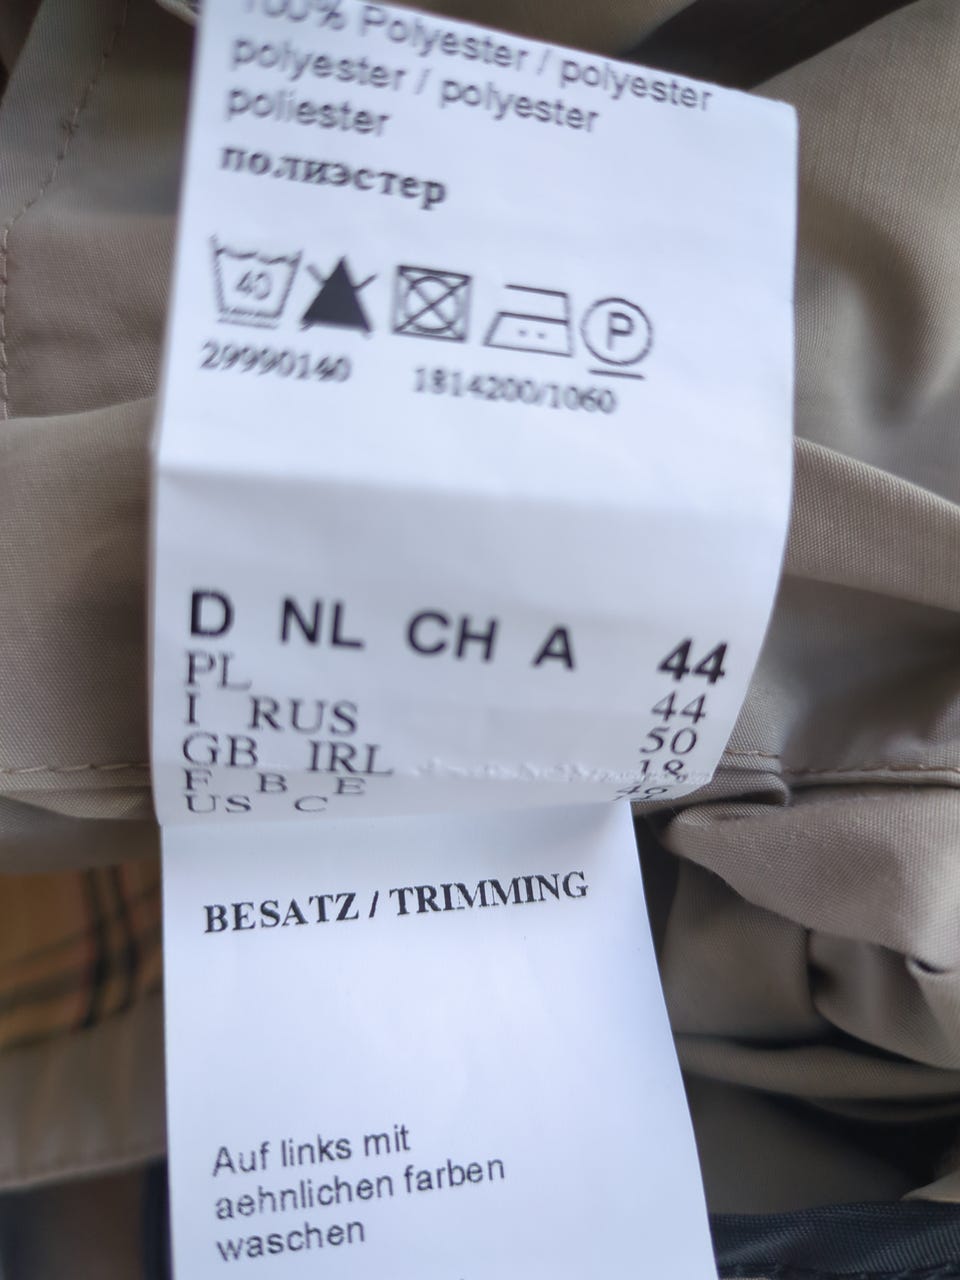 100% Polyester / polyester
polyester / polyester
poliester
полиэстер
40 P
29990140 1814200/1060
D NL CH A 44
PL 44
I RUS 50
GB IRL 18
F B E
US C
BESATZ / TRIMMING
Auf links mit
aehnlichen farben
waschen